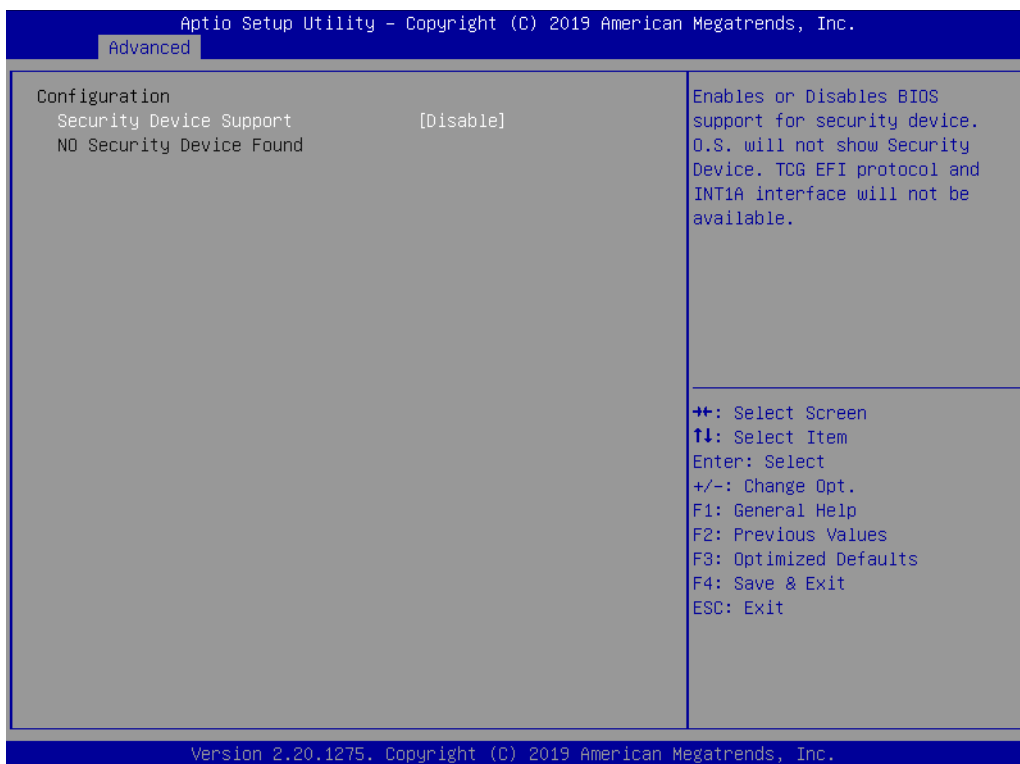 Aptio Setup Utility – Copyright (C) 2019 American Megatrends, Inc.
Advanced
Configuration
Security Device Support [Disable]
NO Security Device Found
Enables or Disables BIOS
support for security device.
O.S. will not show Security
Device. TCG EFI protocol and
INT1A interface will not be
available.
→←: Select Screen
↑↓: Select Item
Enter: Select
+/-: Change Opt.
F1: General Help
F2: Previous Values
F3: Optimized Defaults
F4: Save & Exit
ESC: Exit
Version 2.20.1275. Copyright (C) 2019 American Megatrends, Inc.